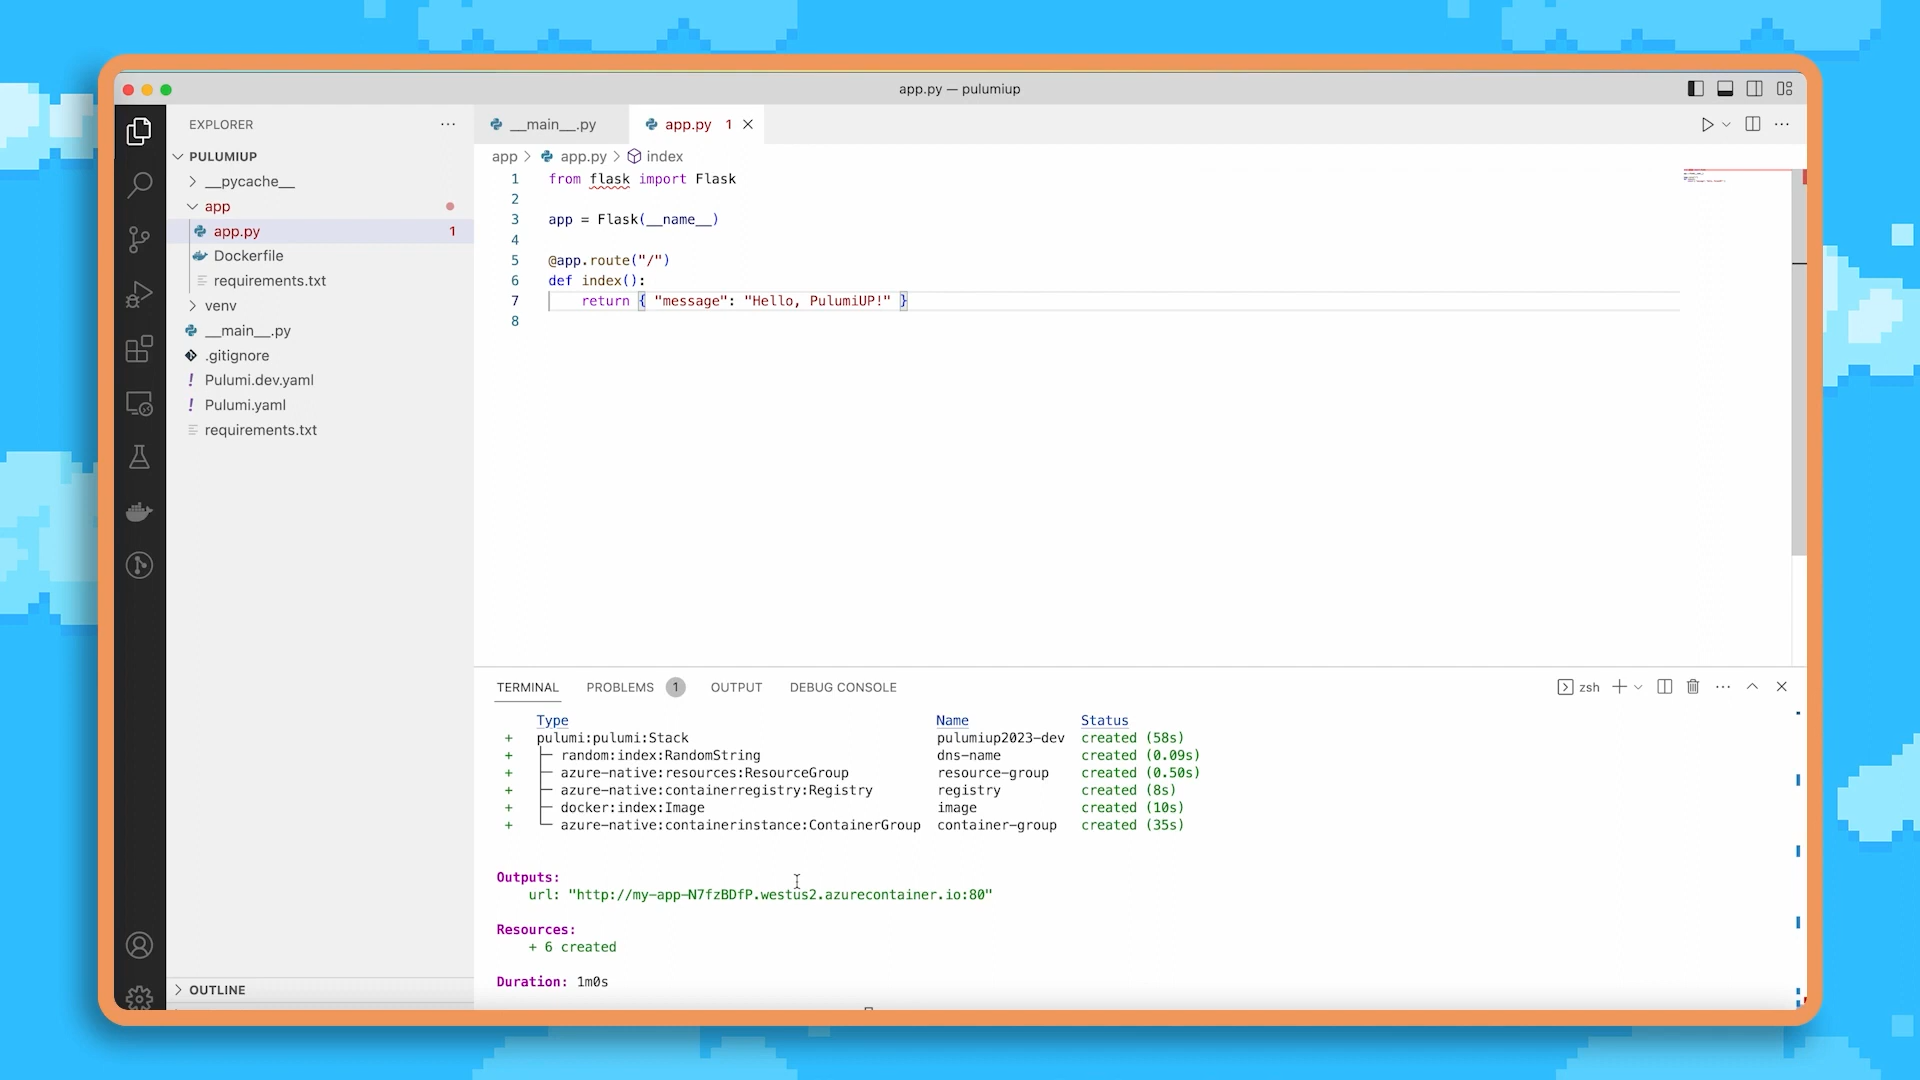 app.py — pulumiup
EXPLORER
PULUMIUP
__pycache__
app
app.py 1
Dockerfile
requirements.txt
venv
__main__.py
.gitignore
! Pulumi.dev.yaml
! Pulumi.yaml
requirements.txt
OUTLINE
__main__.py
app.py 1
app > app.py > index
1 from flask import Flask
2
3 app = Flask(__name__)
4
5 @app.route("/")
6 def index():
7 return { "message": "Hello, PulumiUP!" }
8
TERMINAL PROBLEMS 1 OUTPUT DEBUG CONSOLE
zsh
Type Name Status
+ pulumi:pulumi:Stack pulumiup2023-dev created (58s)
+ ├─ random:index:RandomString dns-name created (0.09s)
+ ├─ azure-native:resources:ResourceGroup resource-group created (0.50s)
+ ├─ azure-native:containerregistry:Registry registry created (8s)
+ ├─ docker:index:Image image created (10s)
+ └─ azure-native:containerinstance:ContainerGroup container-group created (35s)
Outputs:
url: "http://my-app-N7fzBDfP.westus2.azurecontainer.io:80"
Resources:
+ 6 created
Duration: 1m0s